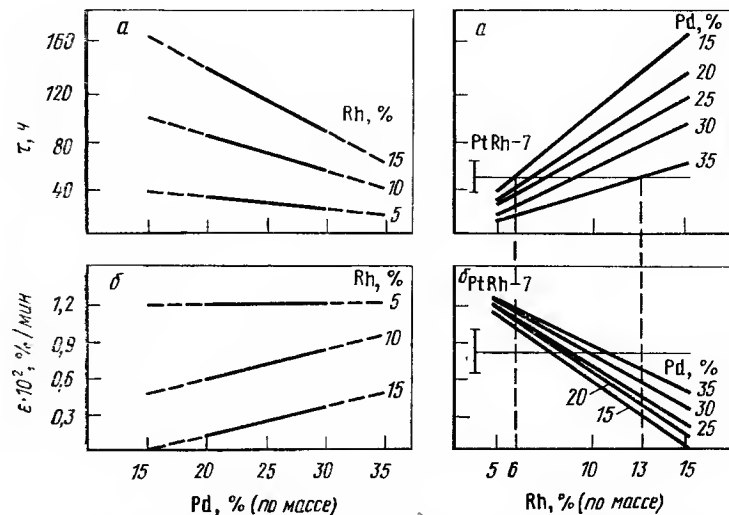 а
160
120
80
40
τ, ч
Rh, %
15
10
5
а
Pd, %
15
20
25
30
35
PtRh-7
б
1,2
0,9
0,6
0,3
ε·10², %/мин
Rh, %
5
10
15
15 20 25 30 35
Pd, % (по массе)
б
PtRh-7
Pd, %
35
30
25
20
15
5 6 10 13 15
Rh, % (по массе)